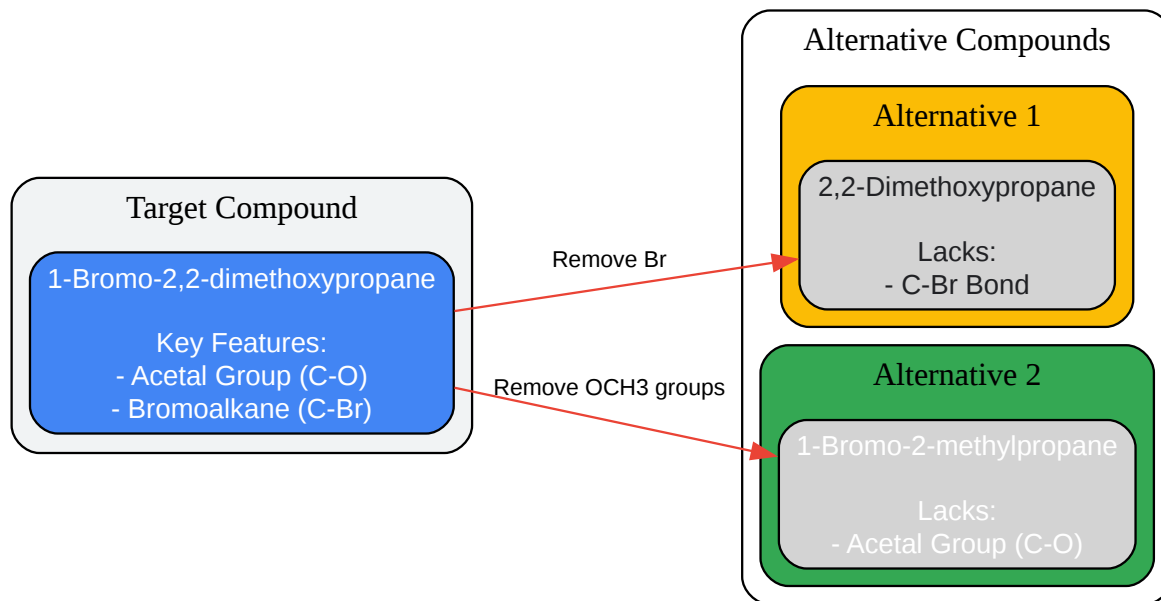 Target Compound
1-Bromo-2,2-dimethoxypropane
Key Features:
- Acetal Group (C-O)
- Bromoalkane (C-Br)
Remove Br
Remove OCH3 groups
Alternative Compounds
Alternative 1
2,2-Dimethoxypropane
Lacks:
- C-Br Bond
Alternative 2
1-Bromo-2-methylpropane
Lacks:
- Acetal Group (C-O)